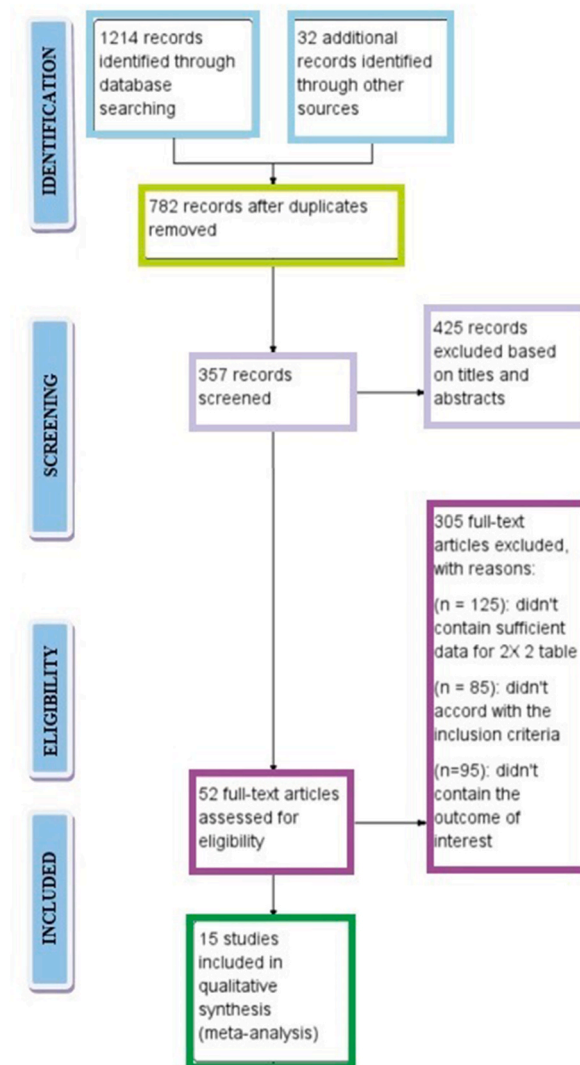 IDENTIFICATION
1214 records
identified through
database
searching
32 additional
records identified
through other
sources
782 records after duplicates
removed
SCREENING
357 records
screened
425 records
excluded based
on titles and
abstracts
ELIGIBILITY
305 full-text
articles excluded,
with reasons:
(n = 125): didn't
contain sufficient
data for 2X 2 table
(n = 85): didn't
accord with the
inclusion criteria
(n=95): didn't
contain the
outcome of
interest
52 full-text articles
assessed for
eligibility
INCLUDED
15 studies
included in
qualitative
synthesis
(meta-analysis)